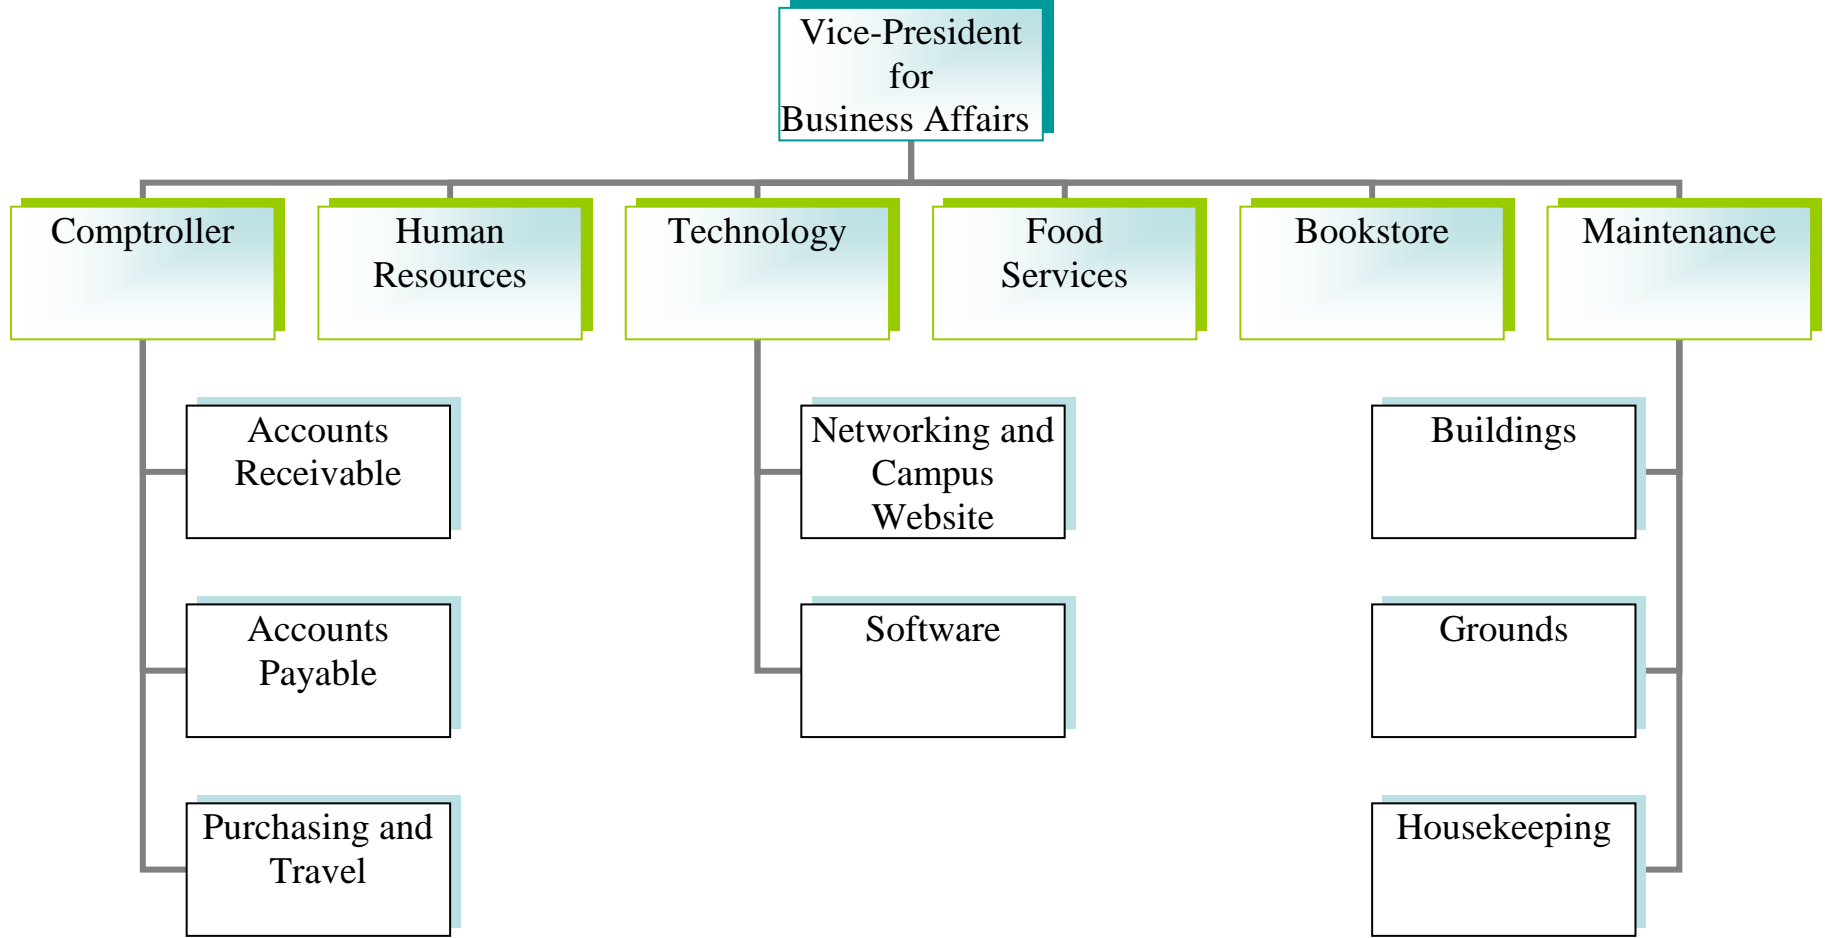 Vice-President
for
Business Affairs
Comptroller
Human
Resources
Technology
Food
Services
Bookstore
Maintenance
Accounts
Receivable
Networking and
Campus
Website
Buildings
Accounts
Payable
Software
Grounds
Purchasing and
Travel
Housekeeping